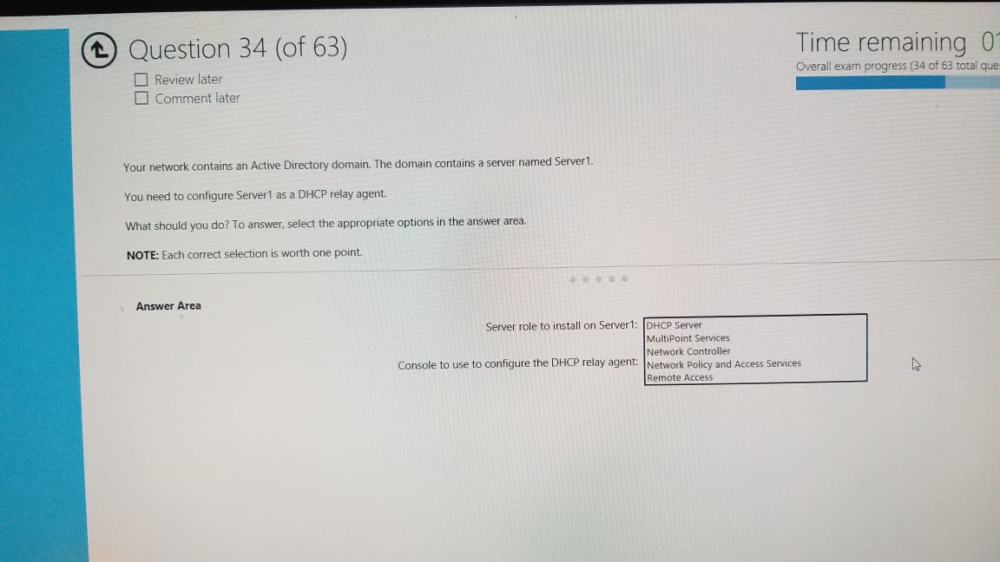 Question 34 (of 63)
Time remaining
Review later
Overall exam progress (34 of 63 total
Comment later
Your network contains an Active Directory domain. The domain contains a server named Server1.
You need to configure Server1 as a DHCP relay agent.
What should you do? To answer, select the appropriate options in the answer area.
NOTE: Each correct selection is worth one point.
Answer Area
Server role to install on Server1:
DHCP Server
MultiPoint Services
Network Controller
Console to use to configure the DHCP relay agent:
Network Policy and Access Services
Remote Access